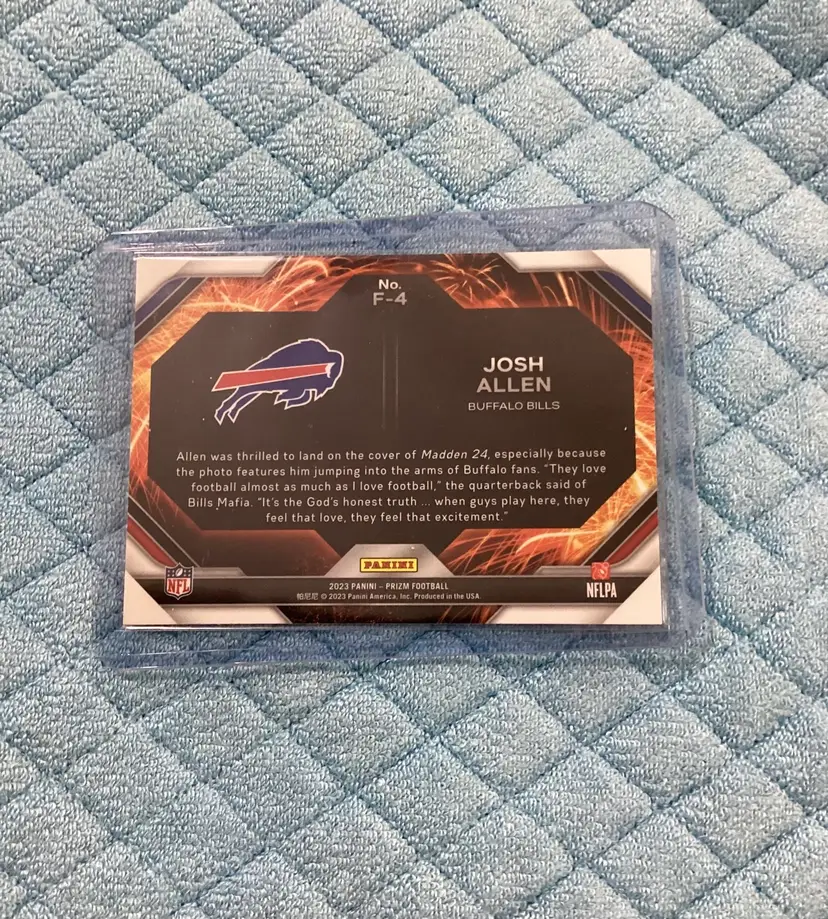 No.
F-4
JOSH
ALLEN
BUFFALO BILLS
Allen was thrilled to land on the cover of Madden 24, especially because
the photo features him jumping into the arms of Buffalo fans. "They love
football almost as much as I love football," the quarterback said of
Bills Mafia. "It's the God's honest truth ... when guys play here, they
feel that love, they feel that excitement."
PANINI
NFL
NFLPA
2023 PANINI – PRIZM FOOTBALL
帕尼尼 © 2023 Panini America, Inc. Produced in the USA.